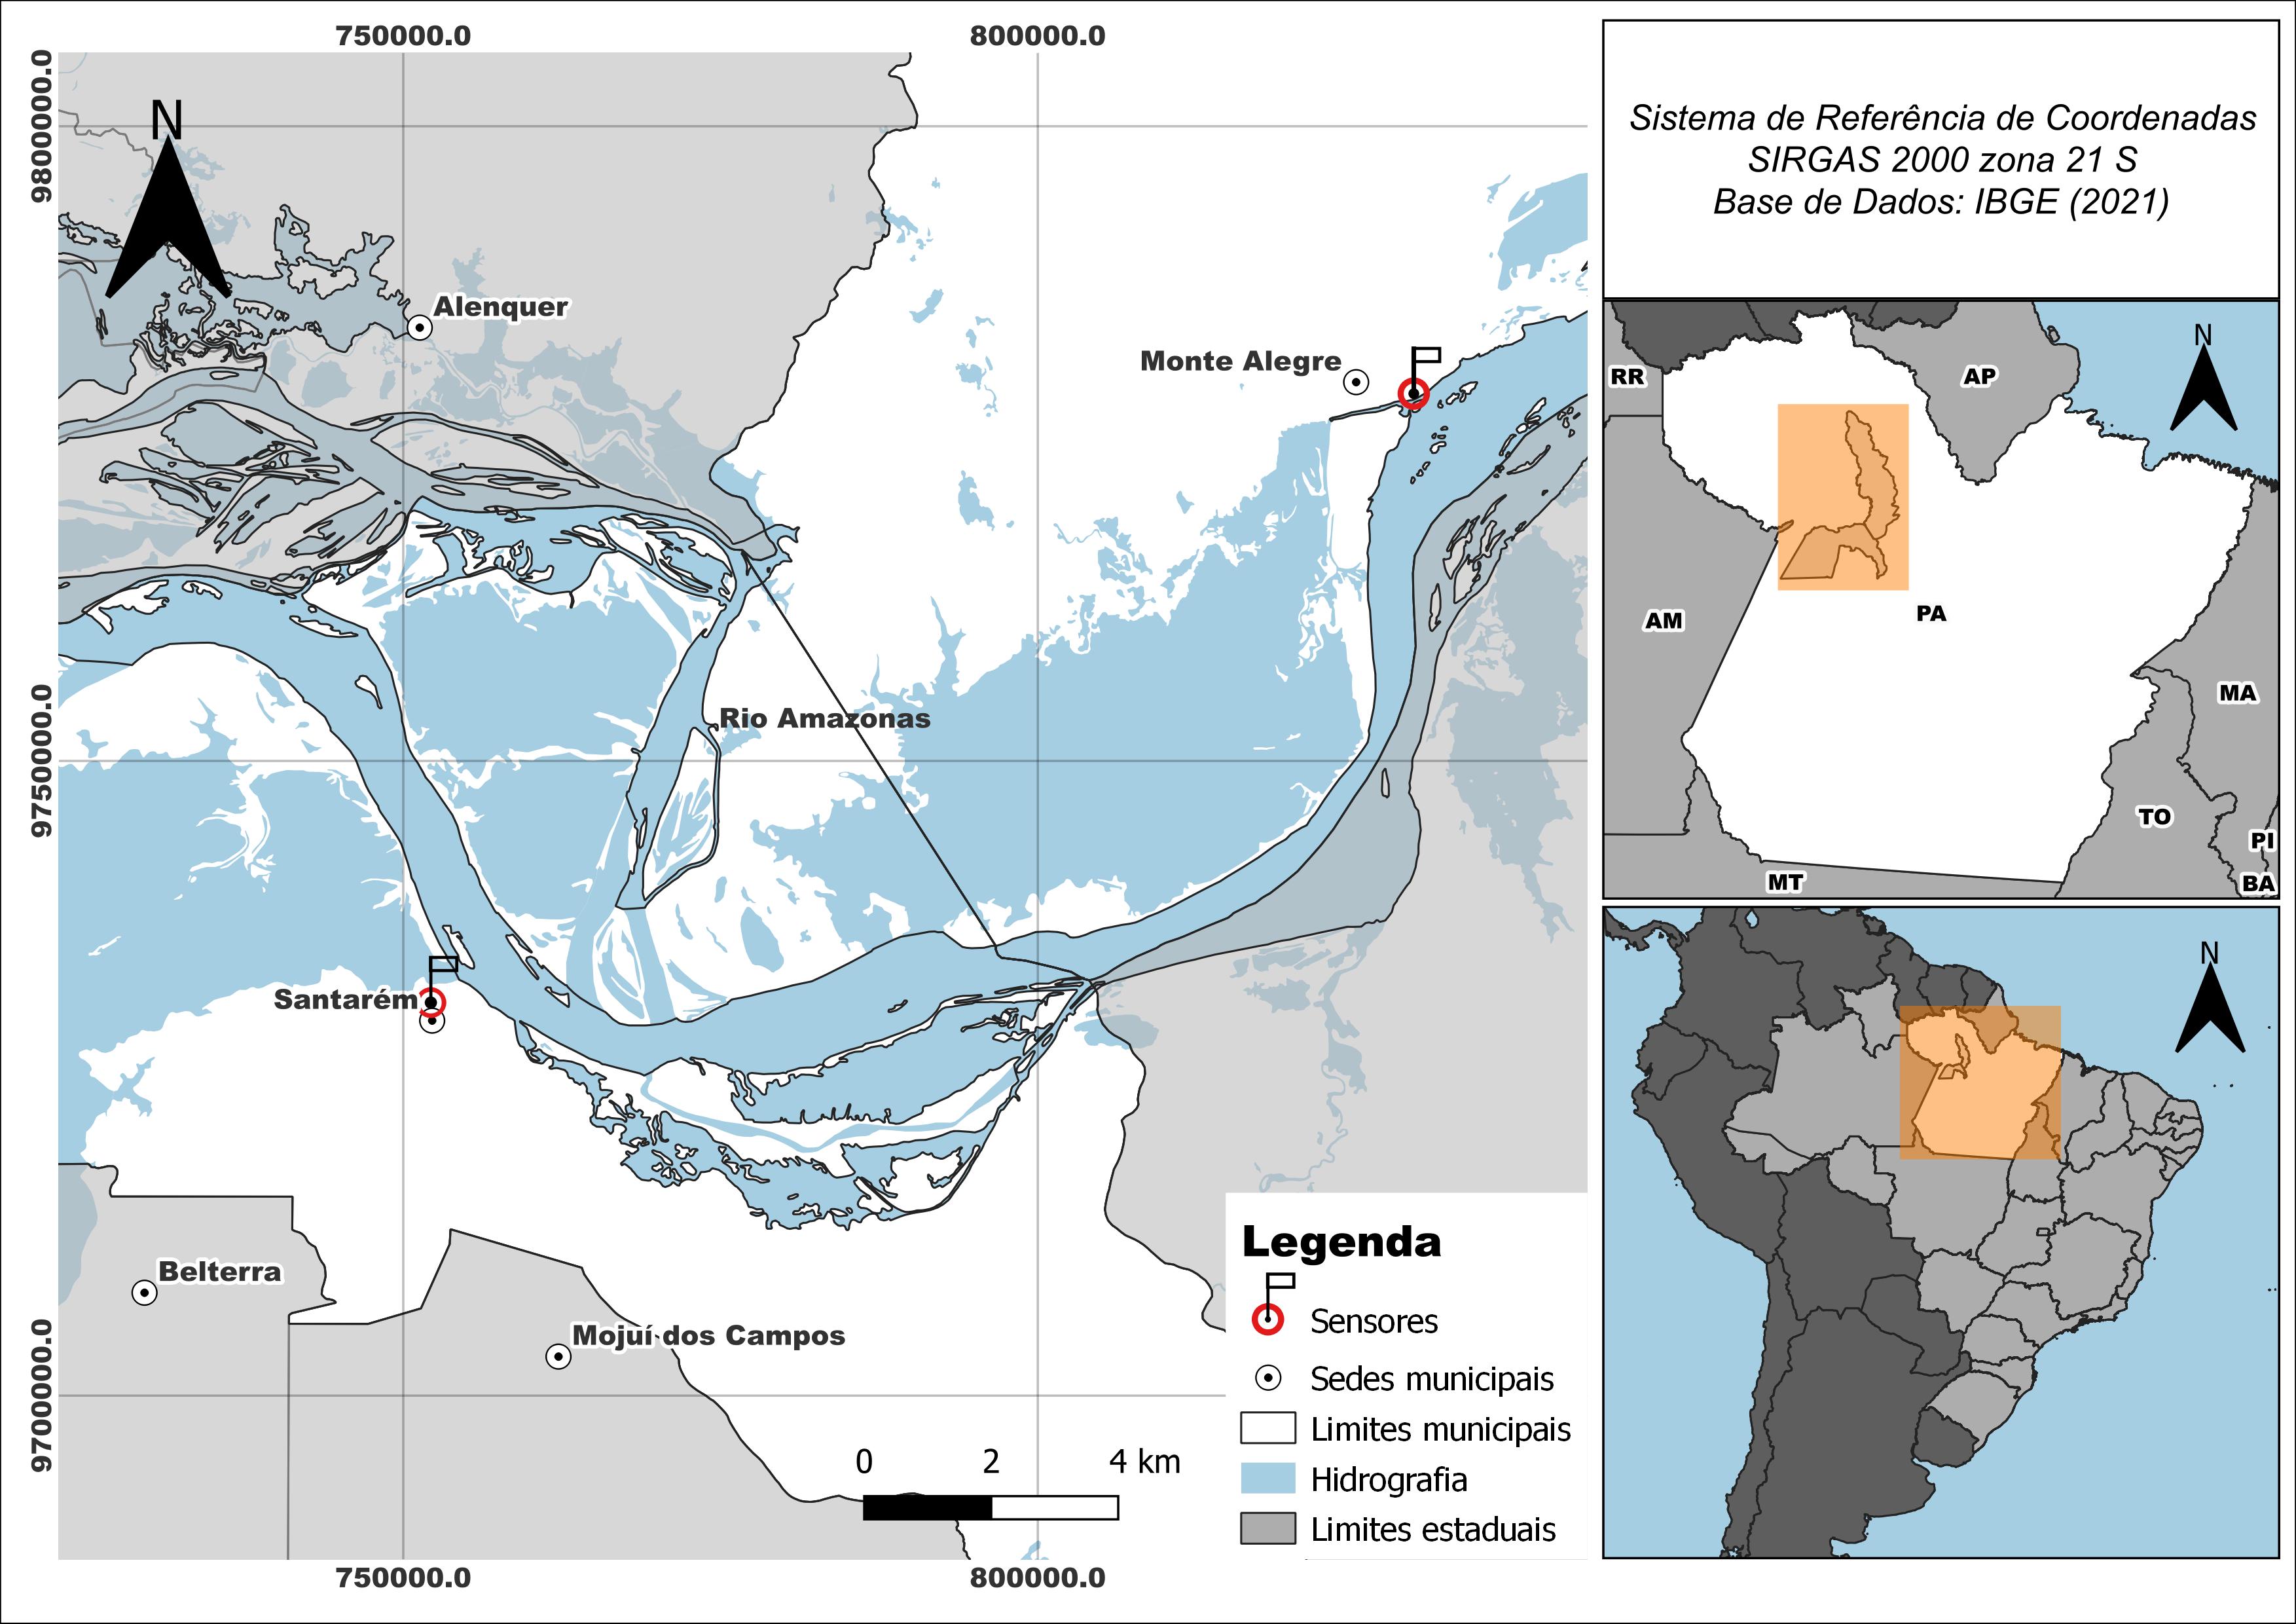 750000.0
800000.0
9800000.0
9750000.0
9700000.0
N
Alenquer
Monte Alegre
Rio Amazonas
Santarém
Belterra
Mojuí dos Campos
0 2 4 km
750000.0
800000.0
Legenda
Sensores
Sedes municipais
Limites municipais
Hidrografia
Limites estaduais
Sistema de Referência de Coordenadas
SIRGAS 2000 zona 21 S
Base de Dados: IBGE (2021)
N
RR
AP
AM
PA
MA
TO
PI
MT
BA
N